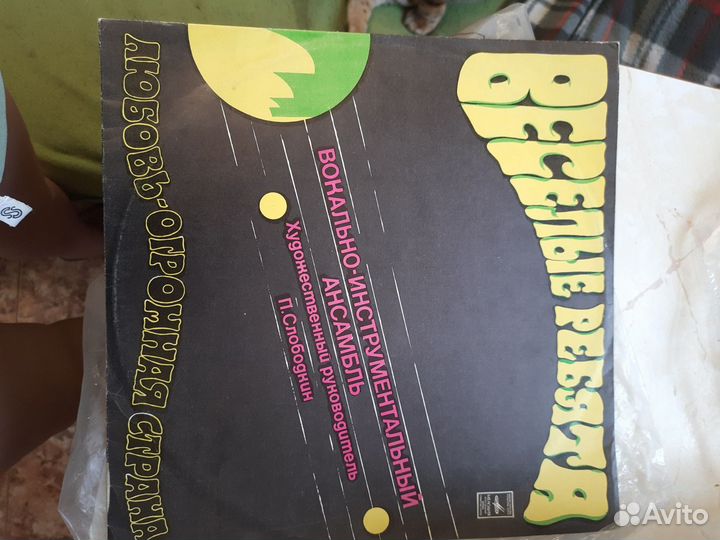 ВЕСЕЛЫЕ РЕБЯТА
ВОКАЛЬНО-ИНСТРУМЕНТАЛЬНЫЙ
АНСАМБЛЬ
Художественный руководитель
П.Слободкин
ЛЮБОВЬ-ОГРОМНАЯ СТРАНА
Avito